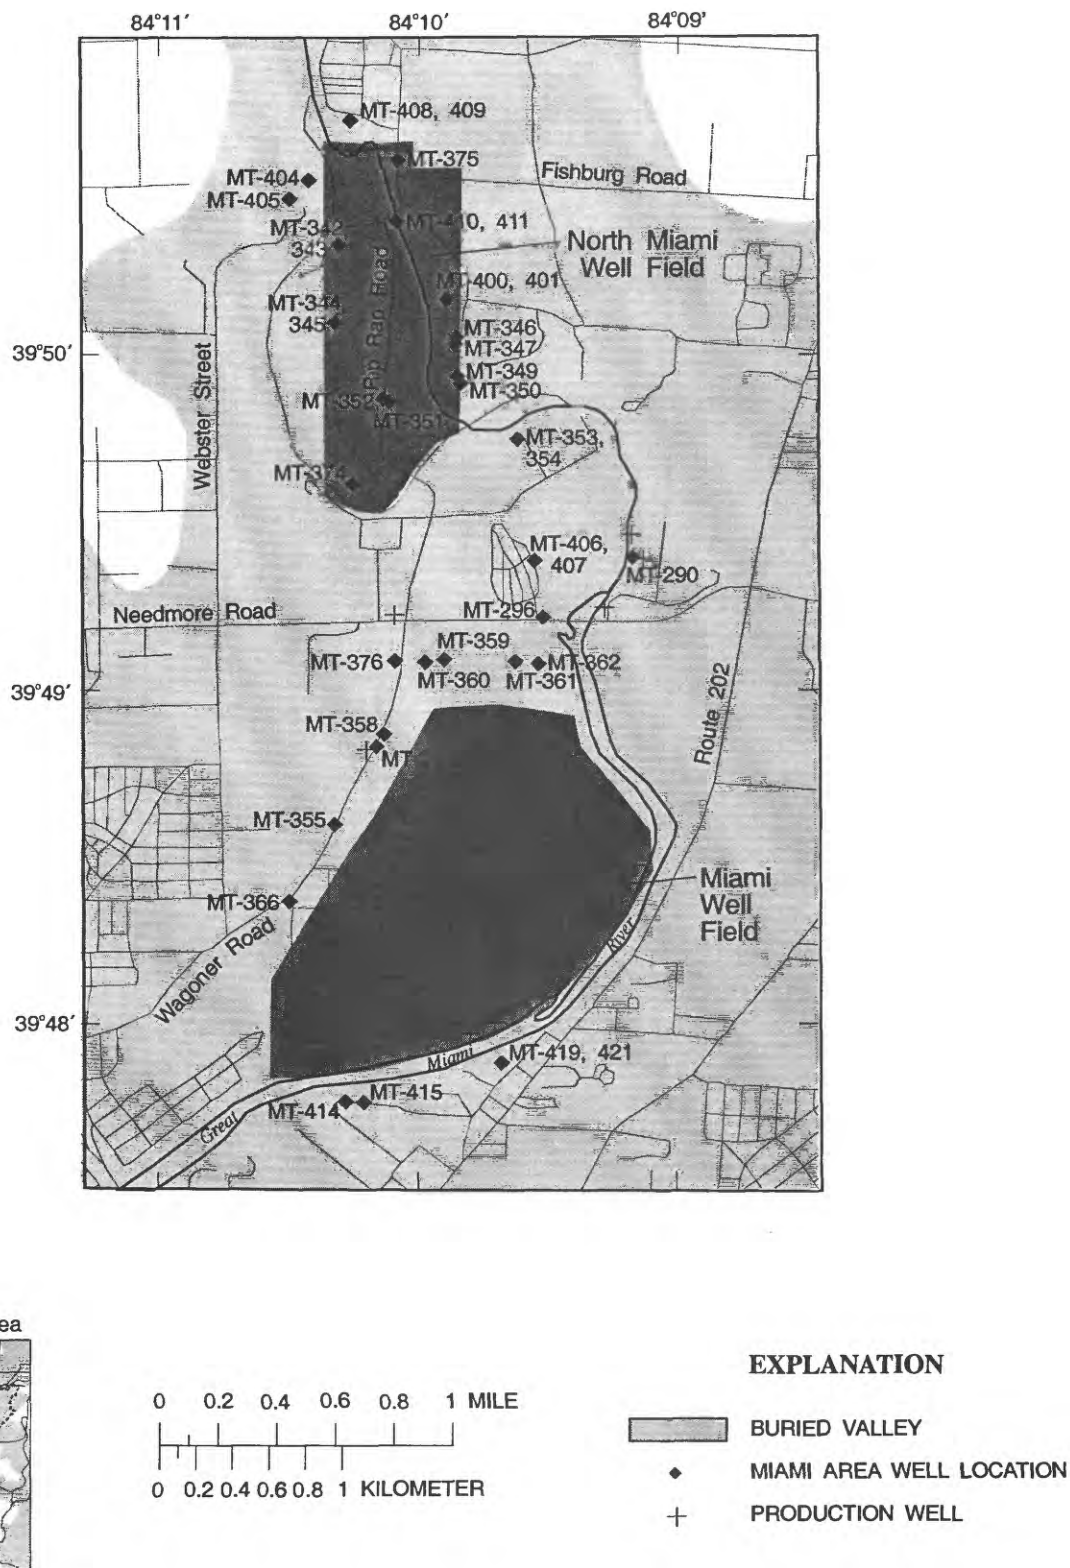 84°11' 84°10' 84°09'
MT-408, 409
MT-375
MT-404
MT-405
Fishburg Road
MT-410, 411
MT-342
343
North Miami
Well Field
MT-400, 401
MT-344
345
Rip Rap Road
MT-346
MT-347
39°50'
MT-349
MT-350
Webster Street
MT-352
MT-351
MT-353,
354
MT-374
MT-406,
407
MT-290
Needmore Road
MT-296
MT-359
MT-376
MT-360
MT-361
MT-362
39°49'
Route 202
MT-358
MT
MT-355
MT-366
Miami
Well
Field
Wagoner Road
River
39°48'
Miami
MT-419, 421
MT-415
MT-414
Great
ea
EXPLANATION
0 0.2 0.4 0.6 0.8 1 MILE
0 0.2 0.4 0.6 0.8 1 KILOMETER
BURIED VALLEY
MIAMI AREA WELL LOCATION
PRODUCTION WELL